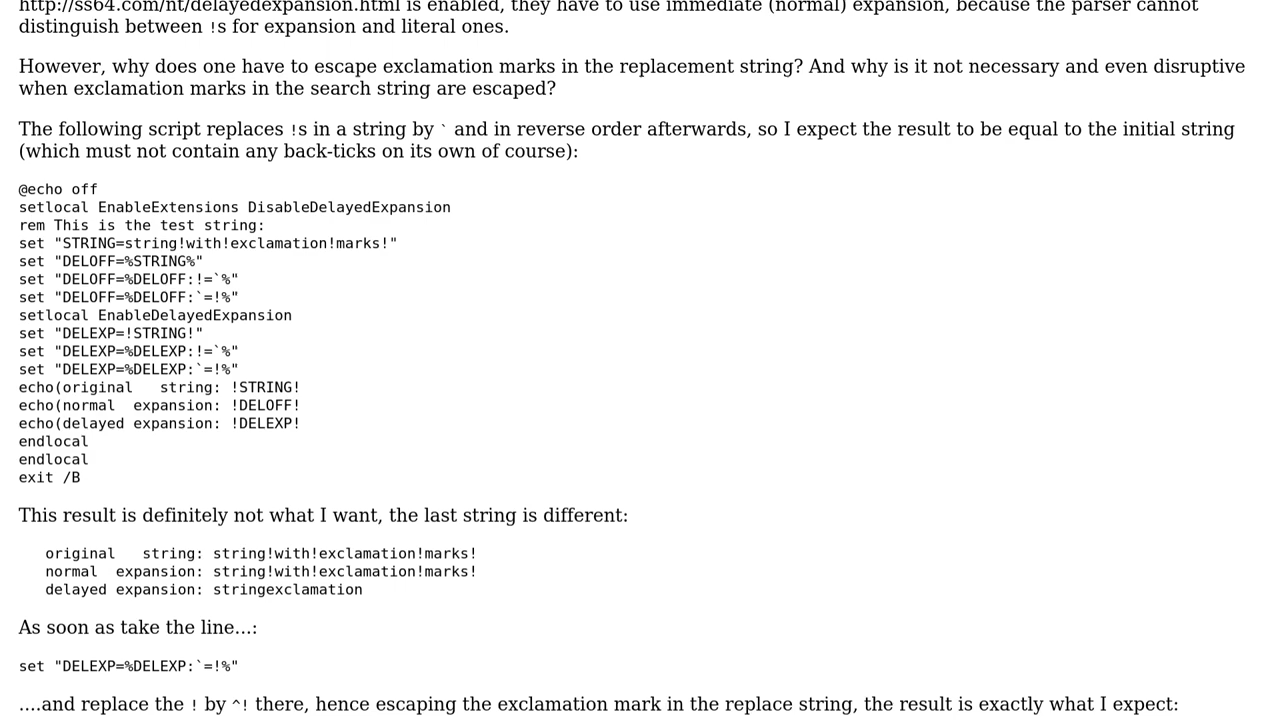 http://ss64.com/nt/delayedexpansion.html is enabled, they have to use immediate (normal) expansion, because the parser cannot
distinguish between !s for expansion and literal ones.
However, why does one have to escape exclamation marks in the replacement string? And why is it not necessary and even disruptive
when exclamation marks in the search string are escaped?
The following script replaces !s in a string by ` and in reverse order afterwards, so I expect the result to be equal to the initial string
(which must not contain any back-ticks on its own of course):
@echo off
setlocal EnableExtensions DisableDelayedExpansion
rem This is the test string:
set "STRING=string!with!exclamation!marks!"
set "DELOFF=%STRING%"
set "DELOFF=%DELOFF:!=`%"
set "DELOFF=%DELOFF:`=!%"
setlocal EnableDelayedExpansion
set "DELEXP=!STRING!"
set "DELEXP=%DELEXP:!=`%"
set "DELEXP=%DELEXP:`=!%"
echo(original   string: !STRING!
echo(normal  expansion: !DELOFF!
echo(delayed expansion: !DELEXP!
endlocal
endlocal
exit /B
This result is definitely not what I want, the last string is different:
original   string: string!with!exclamation!marks!
normal  expansion: string!with!exclamation!marks!
delayed expansion: stringexclamation
As soon as take the line...:
set "DELEXP=%DELEXP:`=!%"
....and replace the ! by ^! there, hence escaping the exclamation mark in the replace string, the result is exactly what I expect: